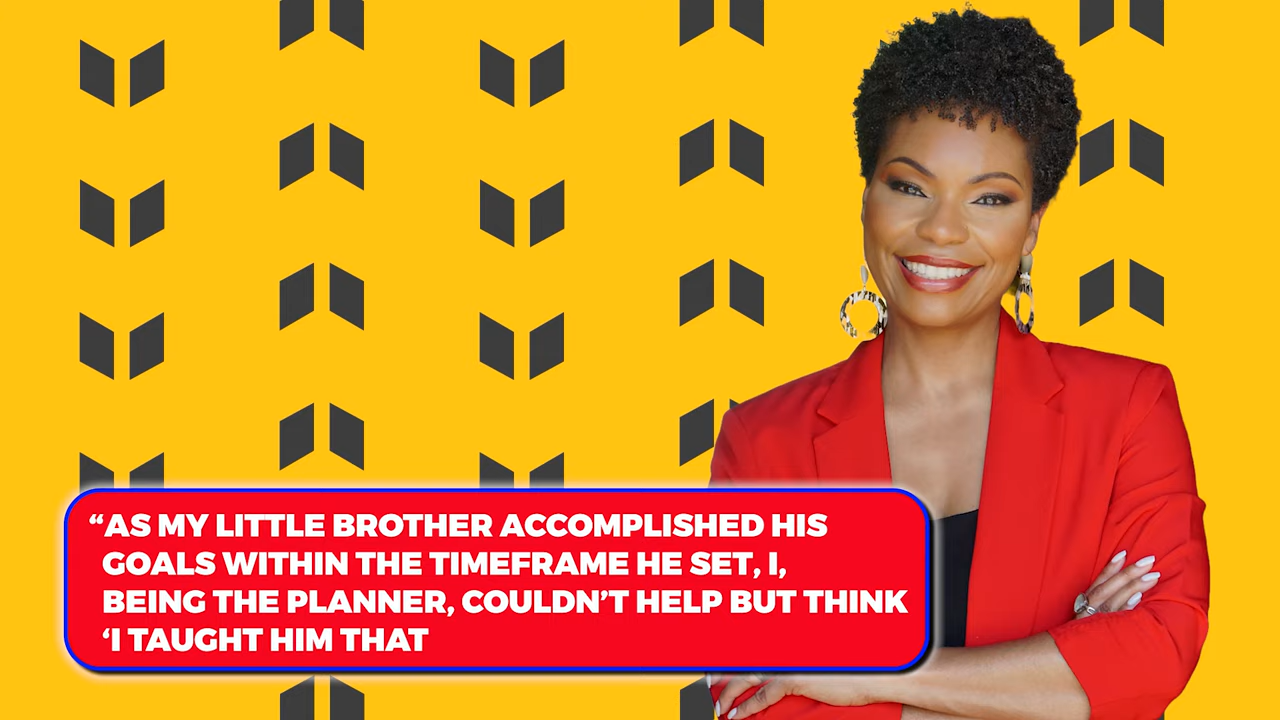 “AS MY LITTLE BROTHER ACCOMPLISHED HIS
GOALS WITHIN THE TIMEFRAME HE SET, I,
BEING THE PLANNER, COULDN’T HELP BUT THINK
‘I TAUGHT HIM THAT